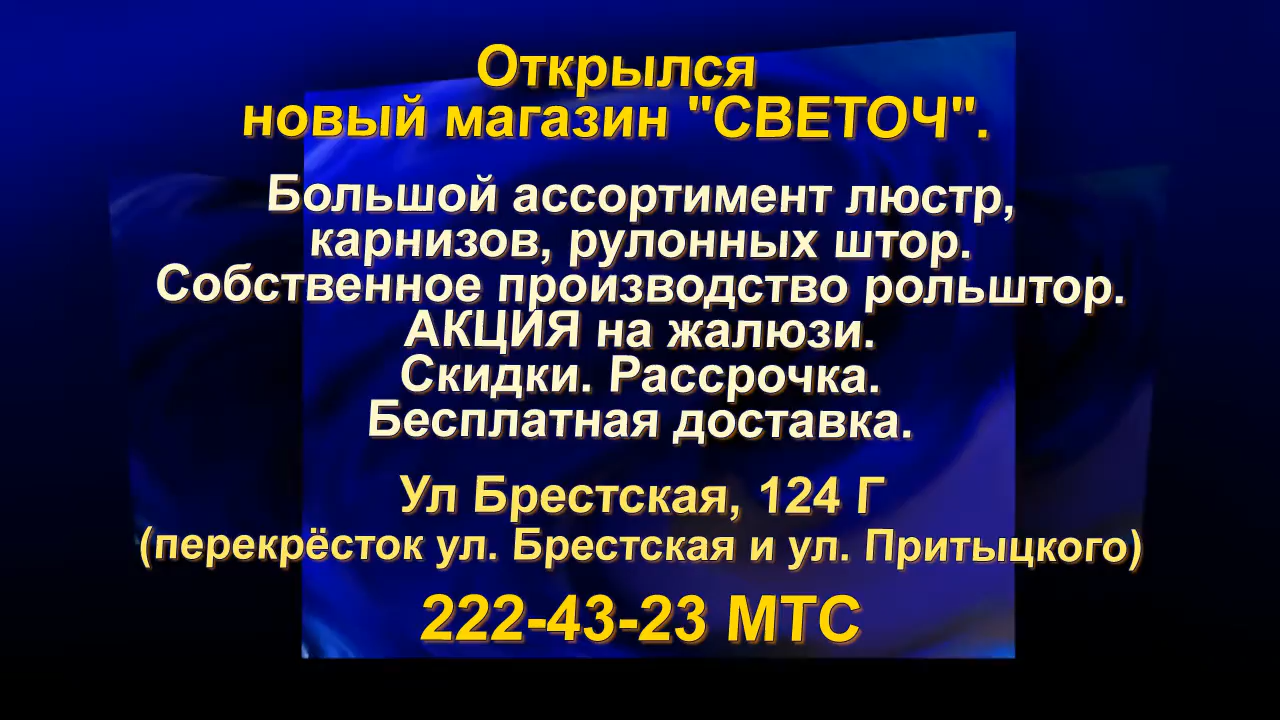 Открылся
новый магазин "СВЕТОЧ".
Большой ассортимент люстр,
карнизов, рулонных штор.
Собственное производство рольштор.
АКЦИЯ на жалюзи.
Скидки. Рассрочка.
Бесплатная доставка.
Ул Брестская, 124 Г
(перекрёсток ул. Брестская и ул. Притыцкого)
222-43-23 МТС